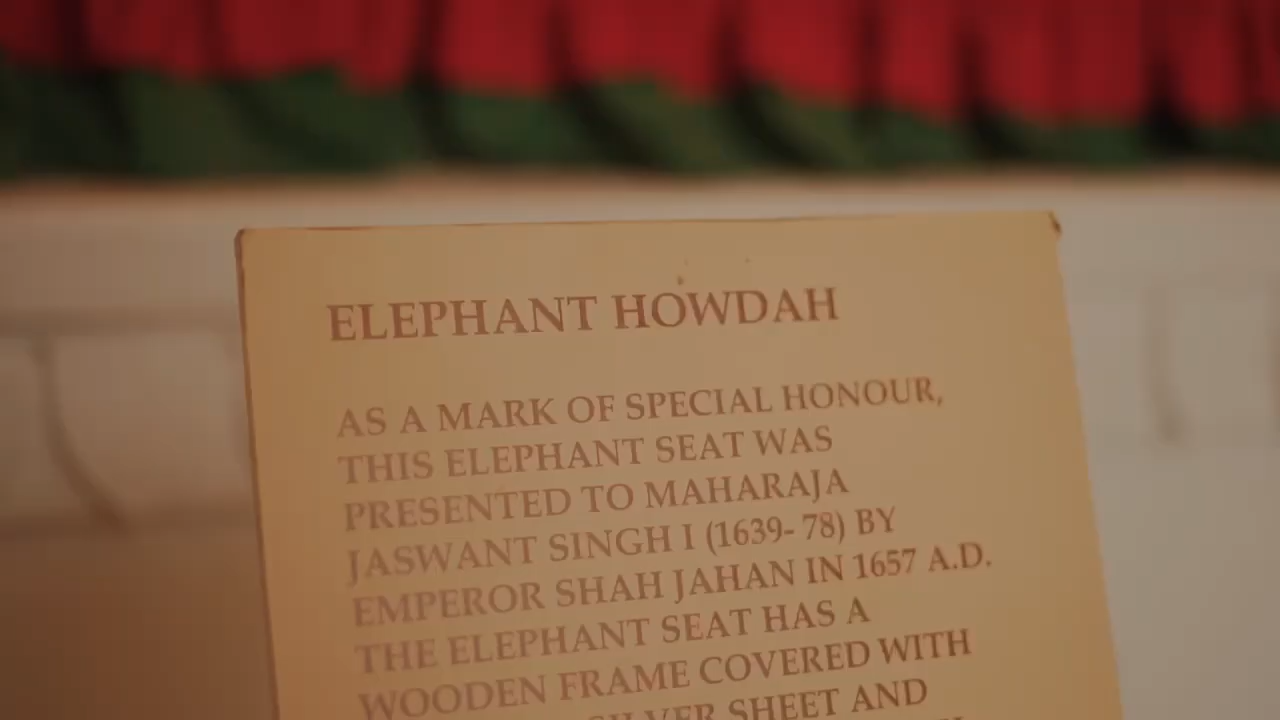 ELEPHANT HOWDAH
AS A MARK OF SPECIAL HONOUR,
THIS ELEPHANT SEAT WAS
PRESENTED TO MAHARAJA
JASWANT SINGH I (1639- 78) BY
EMPEROR SHAH JAHAN IN 1657 A.D.
THE ELEPHANT SEAT HAS A
WOODEN FRAME COVERED WITH
SILVER SHEET AND